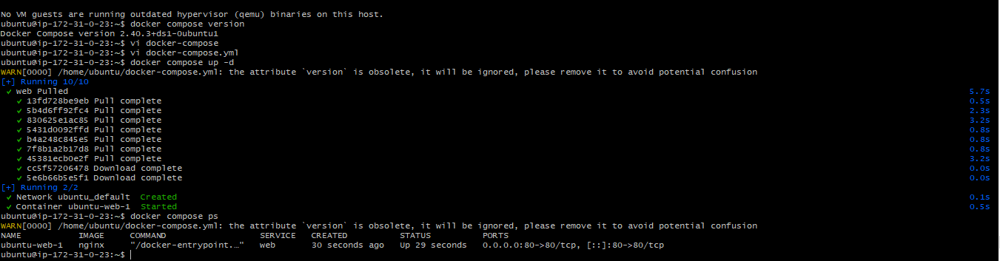 No VM guests are running outdated hypervisor (qemu) binaries on this host.
ubuntu@ip-172-31-0-23:~$ docker compose version
Docker Compose version 2.40.3+ds1-0ubuntu1
ubuntu@ip-172-31-0-23:~$ vi docker-compose
ubuntu@ip-172-31-0-23:~$ vi docker-compose.yml
ubuntu@ip-172-31-0-23:~$ docker compose up -d
WARN[0000] /home/ubuntu/docker-compose.yml: the attribute `version` is obsolete, it will be ignored, please remove it to avoid potential confusion
[+] Running 10/10
✔ web Pulled 5.7s
✔ 13fd728be9eb Pull complete 0.5s
✔ 5b4d6ff92fc4 Pull complete 2.3s
✔ 830625e1ac85 Pull complete 3.2s
✔ 5431d0092ffd Pull complete 0.8s
✔ b4a248c845e5 Pull complete 0.8s
✔ 7f8b1a2b17d8 Pull complete 0.8s
✔ 45381ecb0e2f Pull complete 3.2s
✔ cc5f57206478 Download complete 0.0s
✔ 5e6b66b5e5f1 Download complete 0.0s
[+] Running 2/2
✔ Network ubuntu_default Created 0.1s
✔ Container ubuntu-web-1 Started 0.5s
ubuntu@ip-172-31-0-23:~$ docker compose ps
WARN[0000] /home/ubuntu/docker-compose.yml: the attribute `version` is obsolete, it will be ignored, please remove it to avoid potential confusion
NAME IMAGE COMMAND SERVICE CREATED STATUS PORTS
ubuntu-web-1 nginx "/docker-entrypoint.…" web 30 seconds ago Up 29 seconds 0.0.0.0:80->80/tcp, [::]:80->80/tcp
ubuntu@ip-172-31-0-23:~$